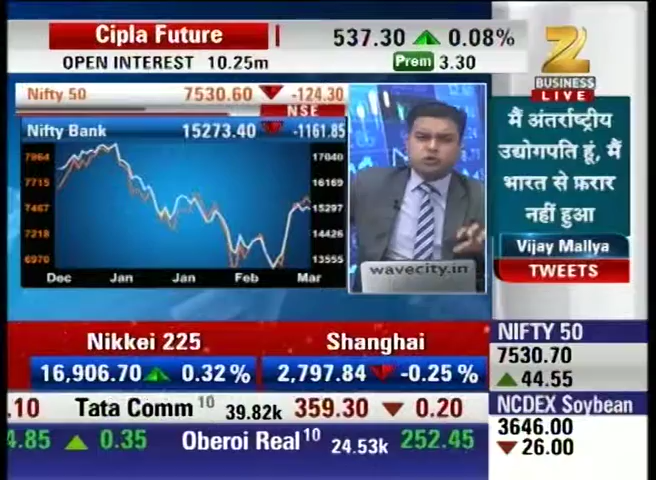 Cipla Future
537.30 0.08%
OPEN INTEREST 10.25m
Prem 3.30
Z
BUSINESS
LIVE
Nifty 50 7530.60 -124.30
NSE
Nifty Bank 15273.40 -1161.85
7964 17040
7715 16169
7467 15297
7218 14426
6970 13555
Dec Jan Jan Feb Mar
wavecity.in
मैं अंतर्राष्ट्रीय
उद्योगपति हूं, मैं
भारत से फ़रार
नहीं हुआ
Vijay Mallya
TWEETS
Nikkei 225 Shanghai
16,906.70 0.32% 2,797.84 -0.25%
NIFTY 50
7530.70
44.55
NCDEX Soybean
3646.00
26.00
.10 Tata Comm 10 39.82k 359.30 0.20
4.85 0.35 Oberoi Real 10 24.53k 252.45